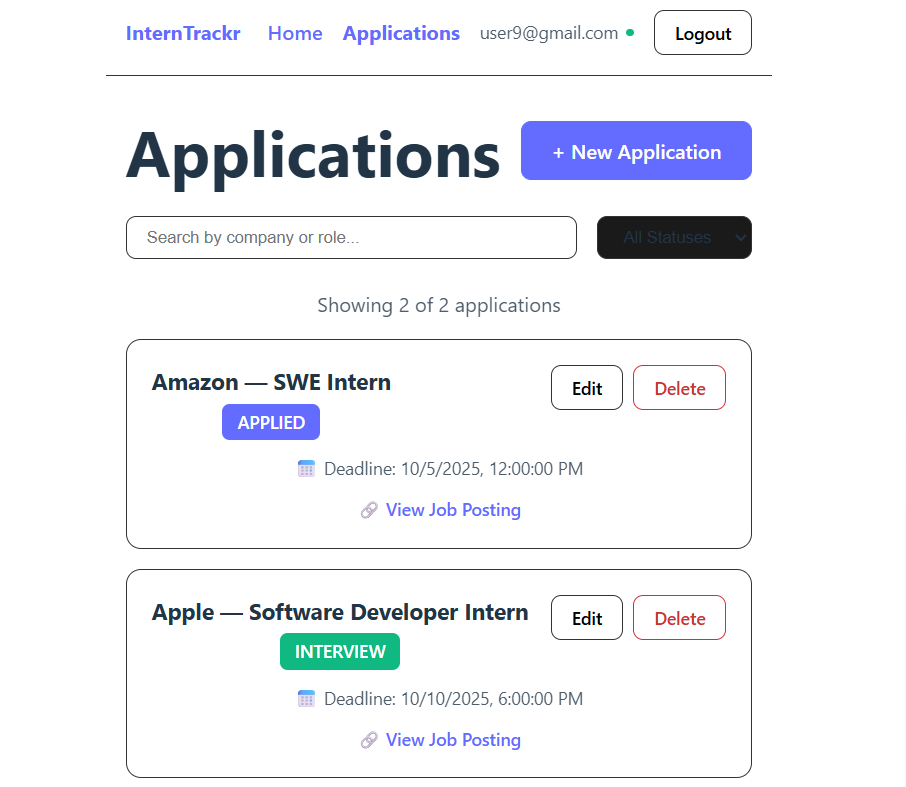 InternTrackr Home Applications user9@gmail.com Logout
Applications + New Application
Search by company or role... All Statuses
Showing 2 of 2 applications
Amazon — SWE Intern Edit Delete
APPLIED
Deadline: 10/5/2025, 12:00:00 PM
View Job Posting
Apple — Software Developer Intern Edit Delete
INTERVIEW
Deadline: 10/10/2025, 6:00:00 PM
View Job Posting